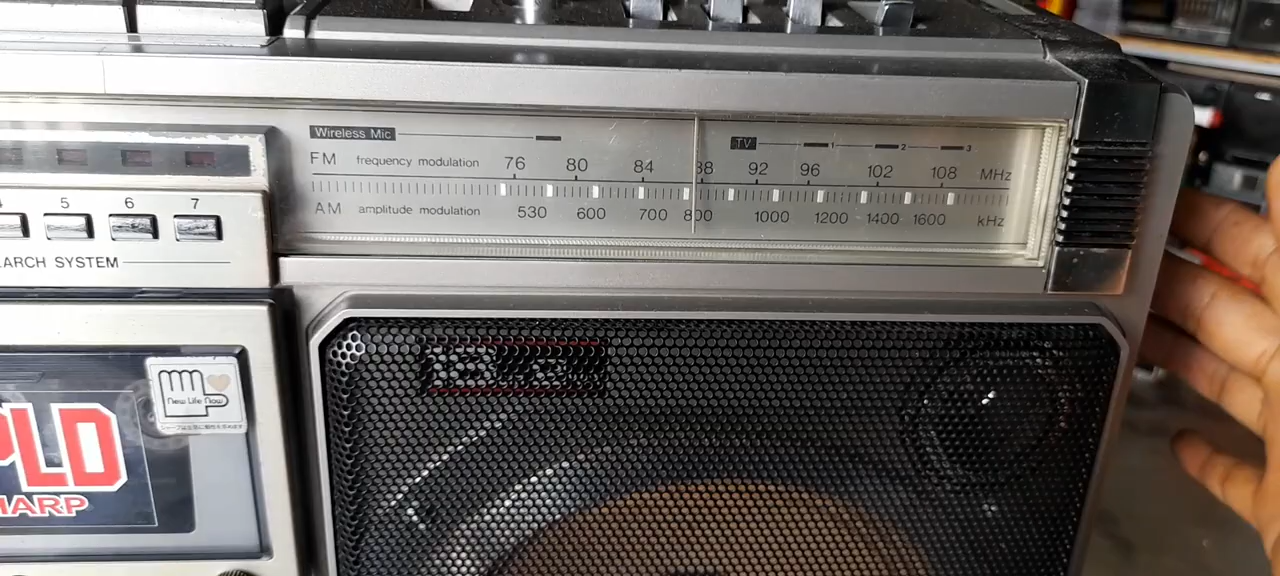 Wireless Mic
TV 1 2 3
FM frequency modulation 76 80 84 88 92 96 102 108 MHz
AM amplitude modulation 530 600 700 800 1000 1200 1400 1600 kHz
5 6 7
ARCH SYSTEM
New Life Now
PLD
HARP